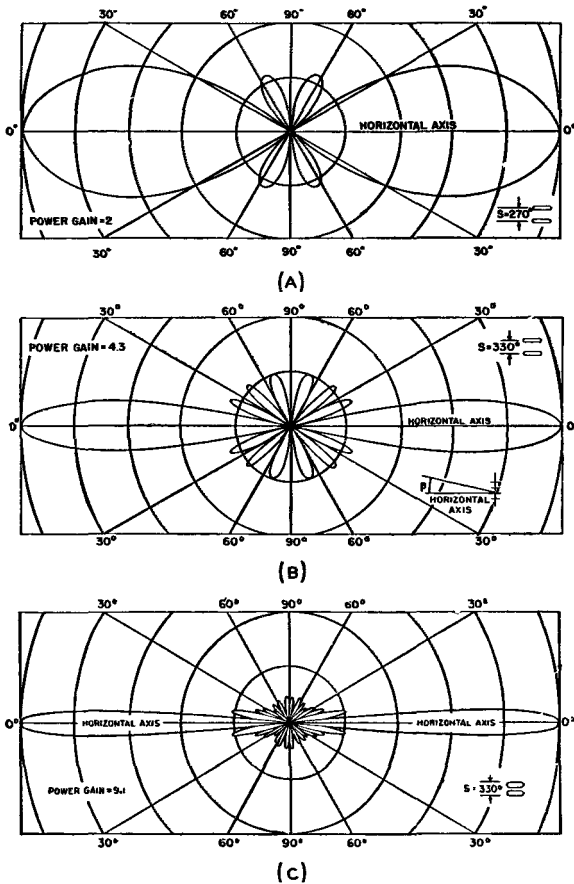 30° 60° 90° 60° 30°
0° HORIZONTAL AXIS 0°
POWER GAIN=2 S=270°
30° 60° 90° 60° 30°
(A)
30° 60° 90° 60° 30°
POWER GAIN=4.3 S=330°
0° HORIZONTAL AXIS 0
β
HORIZONTAL
AXIS
30° 60° 90° 60° 30°
(B)
30° 60° 90° 60° 30°
0° HORIZONTAL AXIS HORIZONTAL AXIS 0°
POWER GAIN=9.1 S=330°
30° 60° 90° 60° 30°
(C)